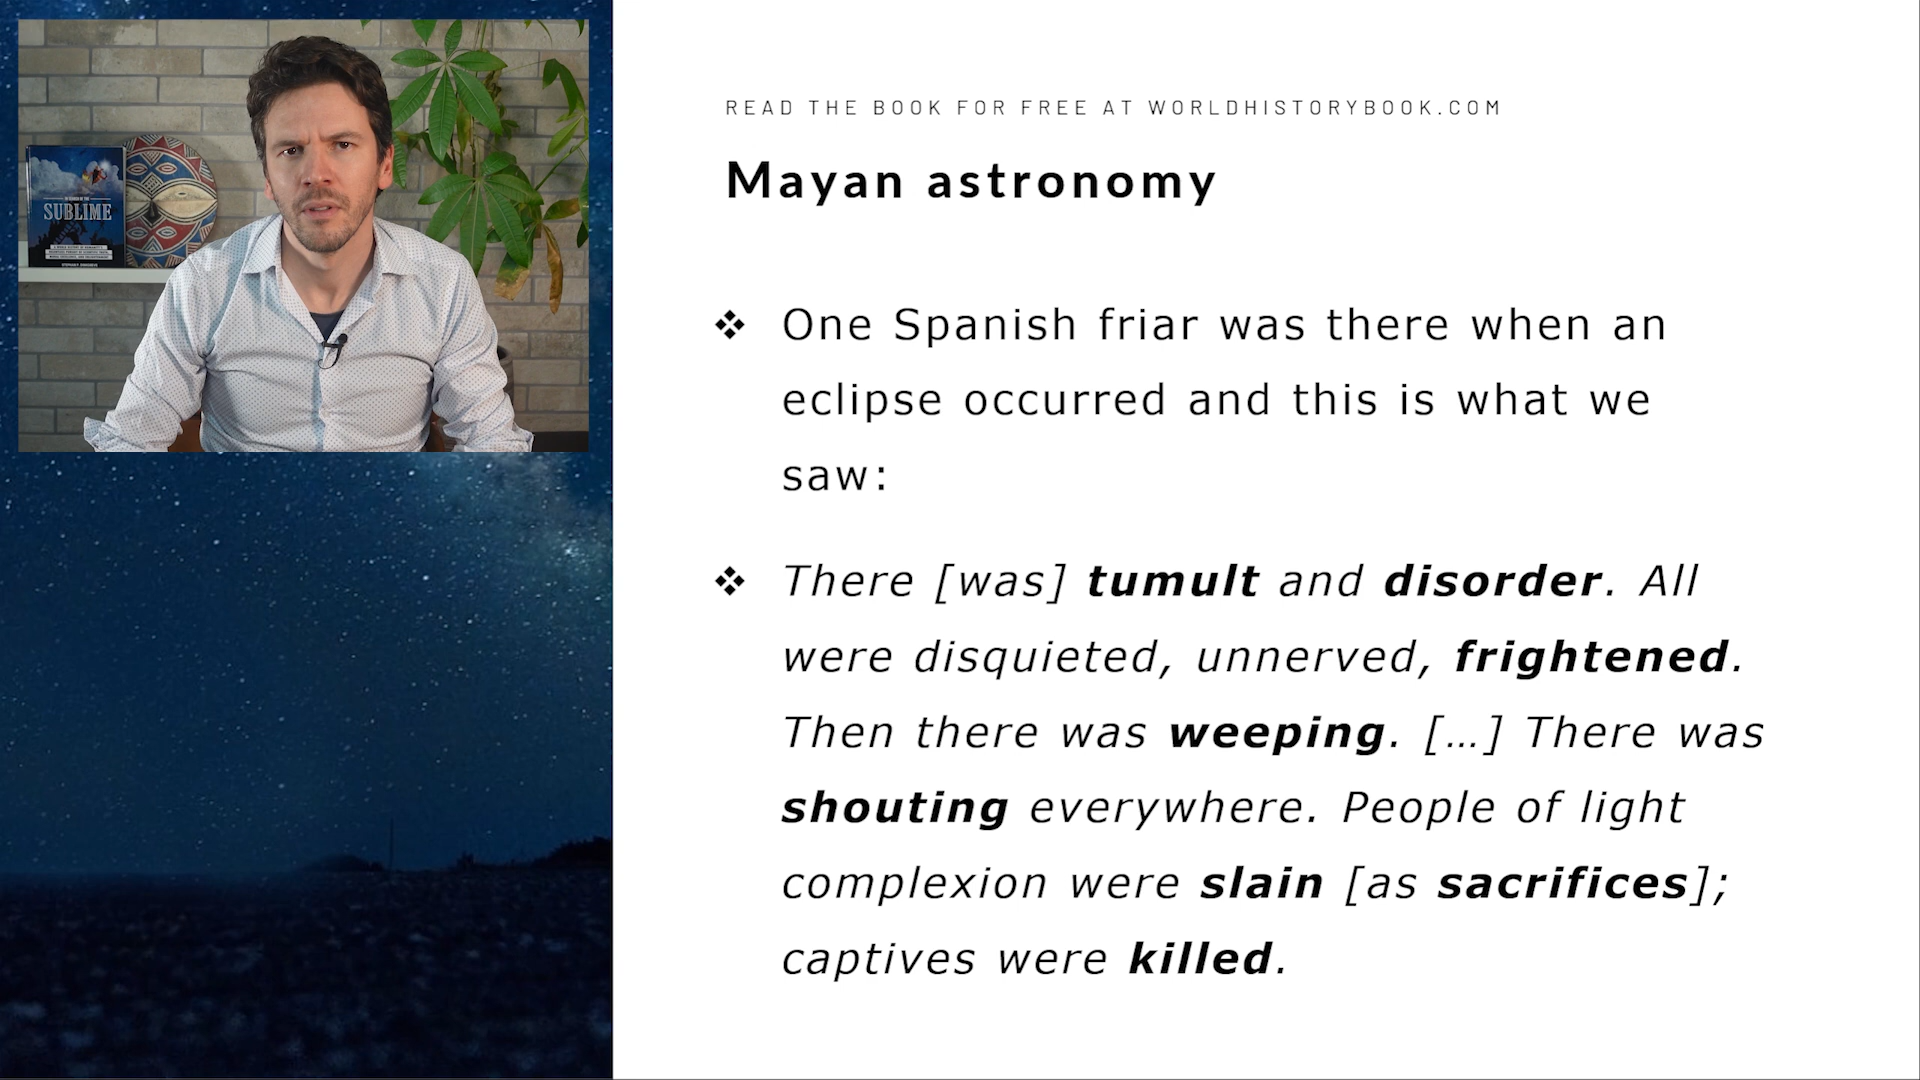 READ THE BOOK FOR FREE AT WORLDHISTORYBOOK.COM
Mayan astronomy
❖ One Spanish friar was there when an
eclipse occurred and this is what we
saw:
❖ There [was] tumult and disorder. All
were disquieted, unnerved, frightened.
Then there was weeping. […] There was
shouting everywhere. People of light
complexion were slain [as sacrifices];
captives were killed.
SUBLIME